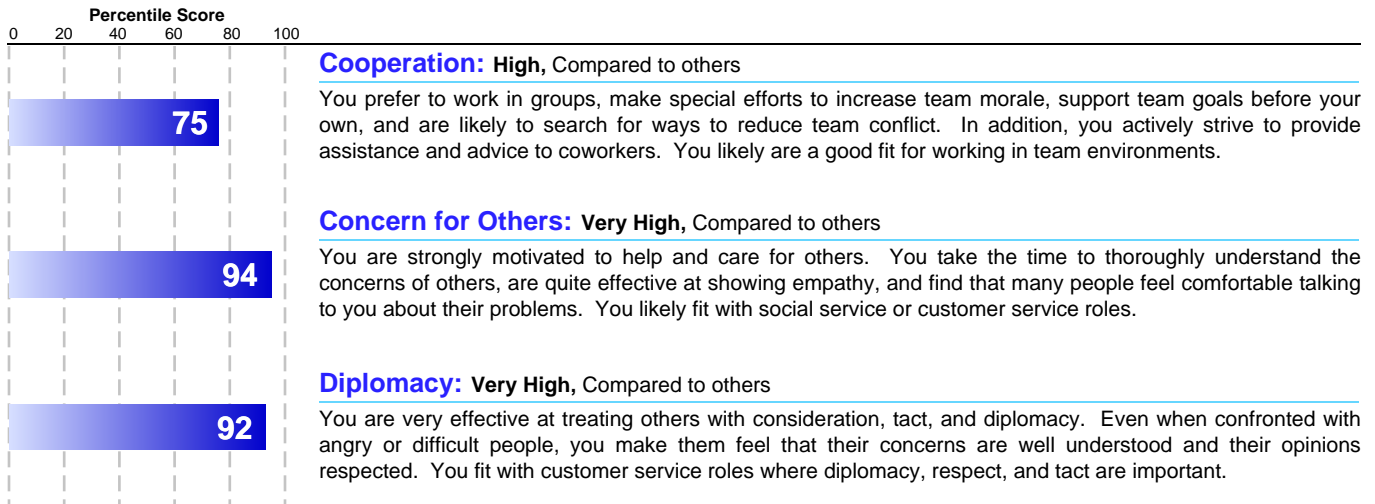 Percentile Score
0 20 40 60 80 100
Cooperation: High, Compared to others
You prefer to work in groups, make special efforts to increase team morale, support team goals before your
75
own, and are likely to search for ways to reduce team conflict. In addition, you actively strive to provide
assistance and advice to coworkers. You likely are a good fit for working in team environments.
Concern for Others: Very High, Compared to others
You are strongly motivated to help and care for others. You take the time to thoroughly understand the
94
concerns of others, are quite effective at showing empathy, and find that many people feel comfortable talking
to you about their problems. You likely fit with social service or customer service roles.
Diplomacy: Very High, Compared to others
You are very effective at treating others with consideration, tact, and diplomacy. Even when confronted with
92
angry or difficult people, you make them feel that their concerns are well understood and their opinions
respected. You fit with customer service roles where diplomacy, respect, and tact are important.